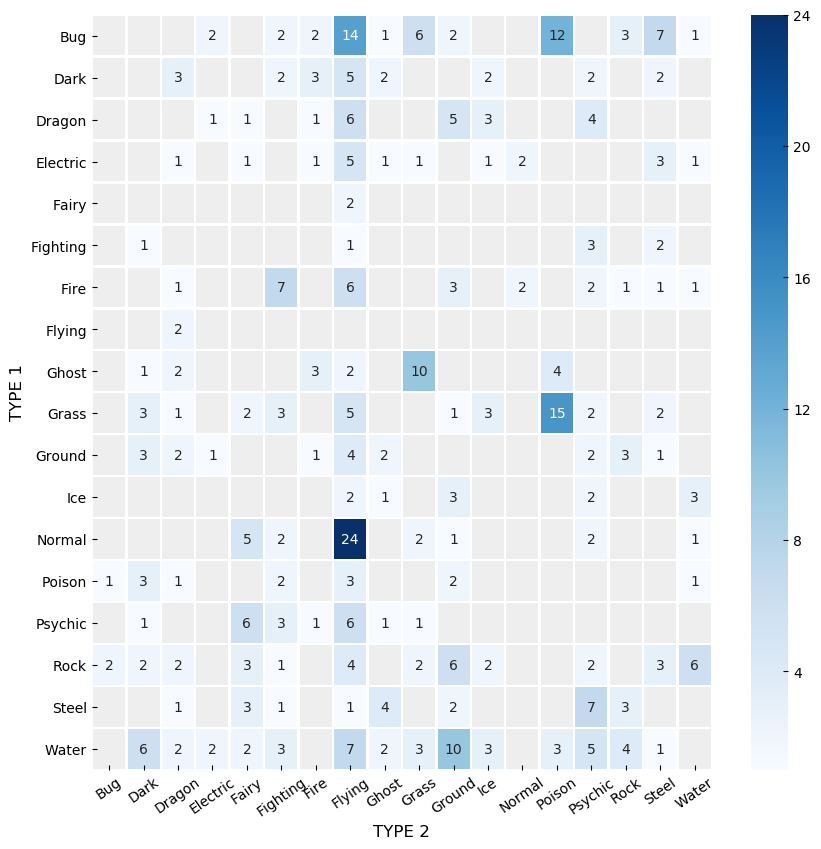 24
Bug 2 2 2 14 1 6 2 12 3 7 1
Dark 3 2 3 5 2 2 2 2
20
Dragon 1 1 1 6 5 3 4
Electric 1 1 1 5 1 1 1 2 3 1
Fairy 2
16
Fighting 1 1 3 2
Fire 1 7 6 3 2 2 1 1 1
Flying 2
Ghost 1 2 3 2 10 4
12
TYPE 1
Grass 3 1 2 3 5 1 3 15 2 2
Ground 3 2 1 1 4 2 2 3 1
Ice 2 1 3 2 3
Normal 5 2 24 2 1 2 1
8
Poison 1 3 1 2 3 2 1
Psychic 1 6 3 1 6 1 1
Rock 2 2 2 3 1 4 2 6 2 2 3 6
4
Steel 1 3 1 1 4 2 7 3
Water 6 2 2 2 3 7 2 3 10 3 3 5 4 1
Bug Dark Dragon Electric Fairy Fighting Fire Flying Ghost Grass Ground Ice Normal Poison Psychic Rock Steel Water
TYPE 2